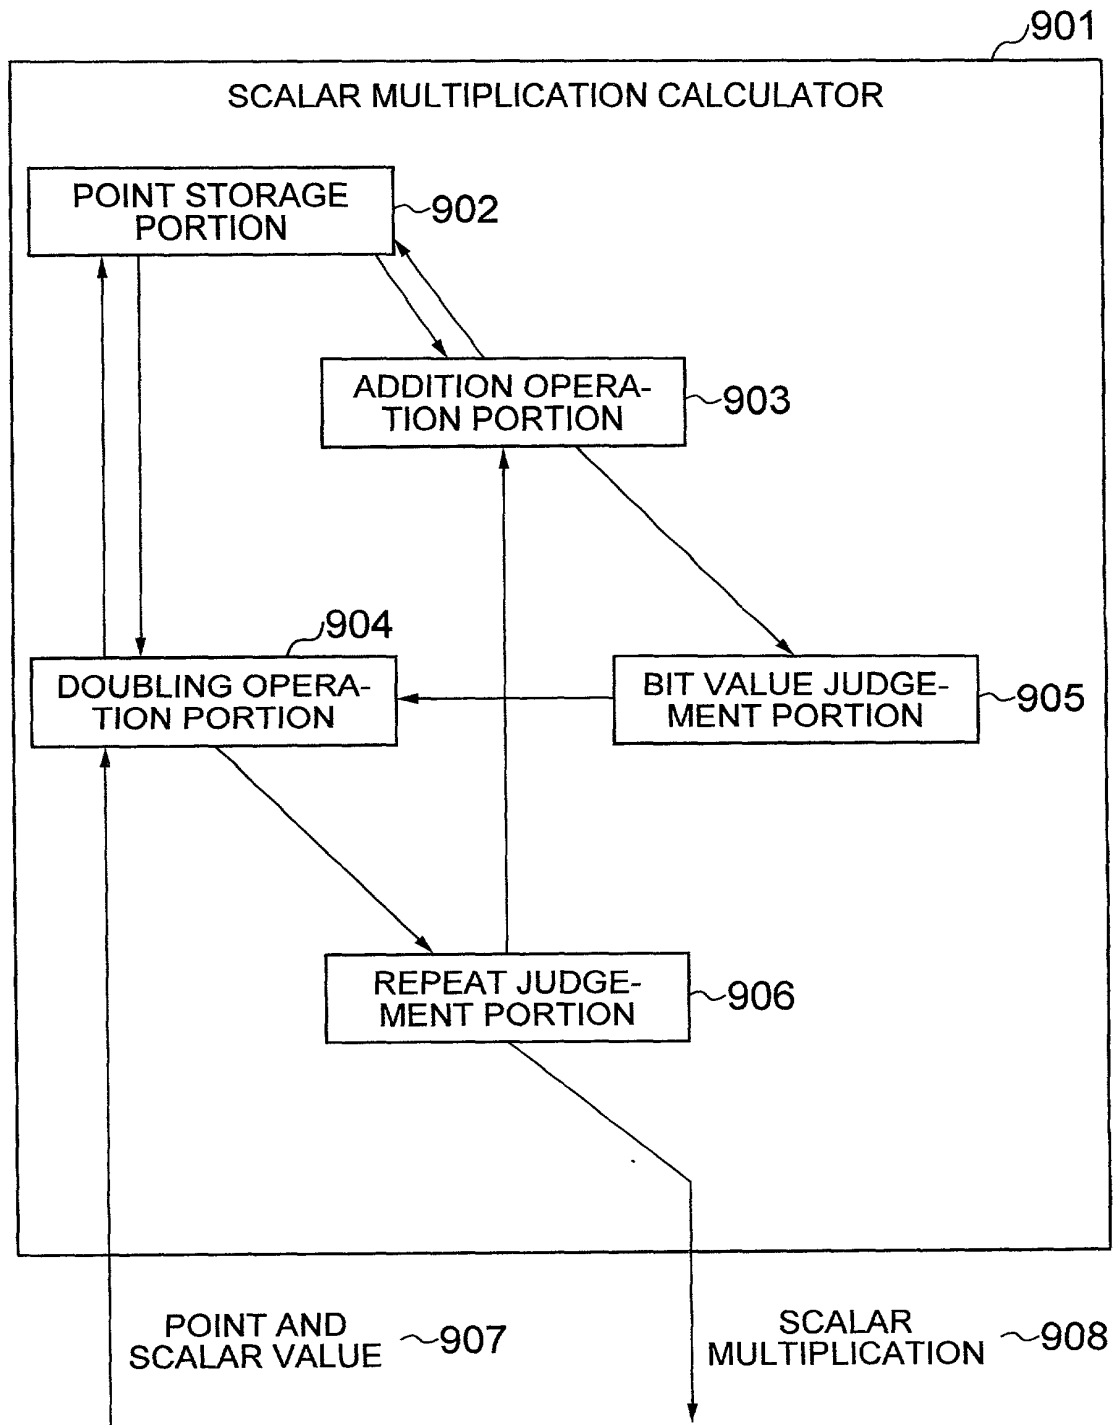 901
SCALAR MULTIPLICATION CALCULATOR
POINT STORAGE
PORTION
902
ADDITION OPERA-
TION PORTION
903
904
DOUBLING OPERA-
TION PORTION
BIT VALUE JUDGE-
MENT PORTION
905
REPEAT JUDGE-
MENT PORTION
906
POINT AND
SCALAR VALUE
907
SCALAR
MULTIPLICATION
908